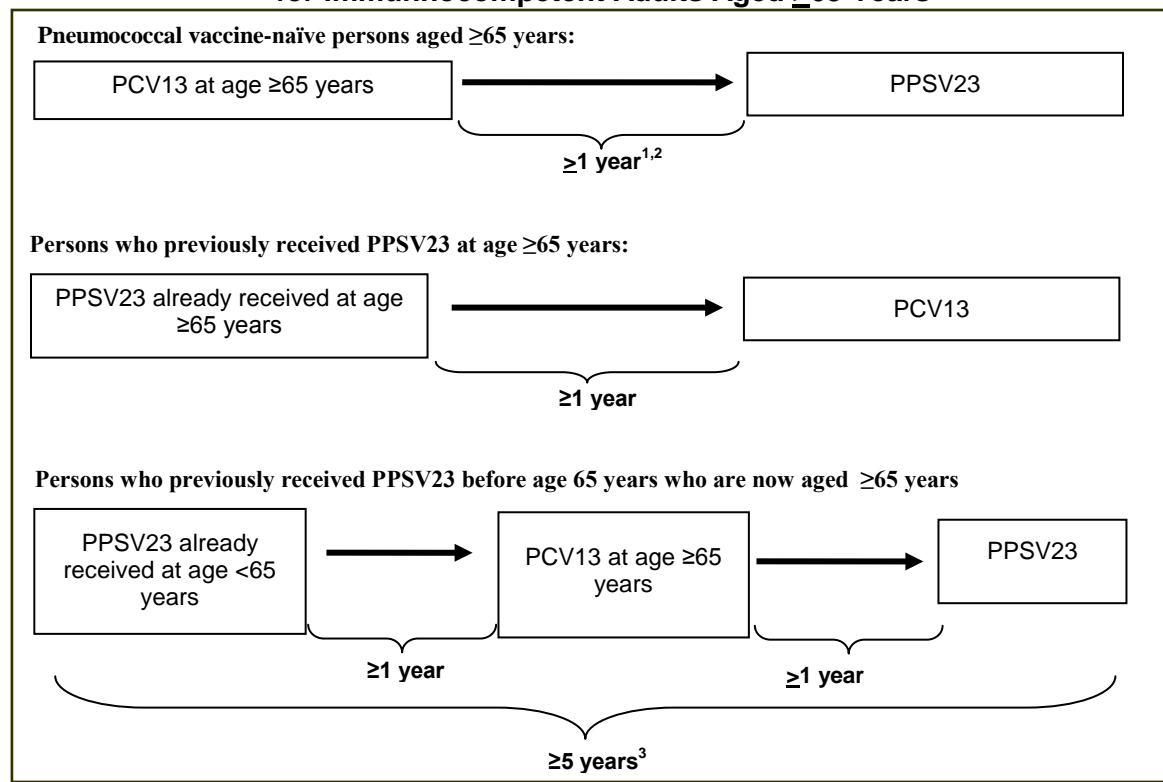 Pneumococcal vaccine-naïve persons aged ≥65 years:
PCV13 at age ≥65 years
PPSV23
≥1 year1,2
Persons who previously received PPSV23 at age ≥65 years:
PPSV23 already received at age
≥65 years
PCV13
≥1 year
Persons who previously received PPSV23 before age 65 years who are now aged ≥65 years
PPSV23 already
received at age <65
years
PCV13 at age ≥65
years
PPSV23
≥1 year
≥1 year
≥5 years3